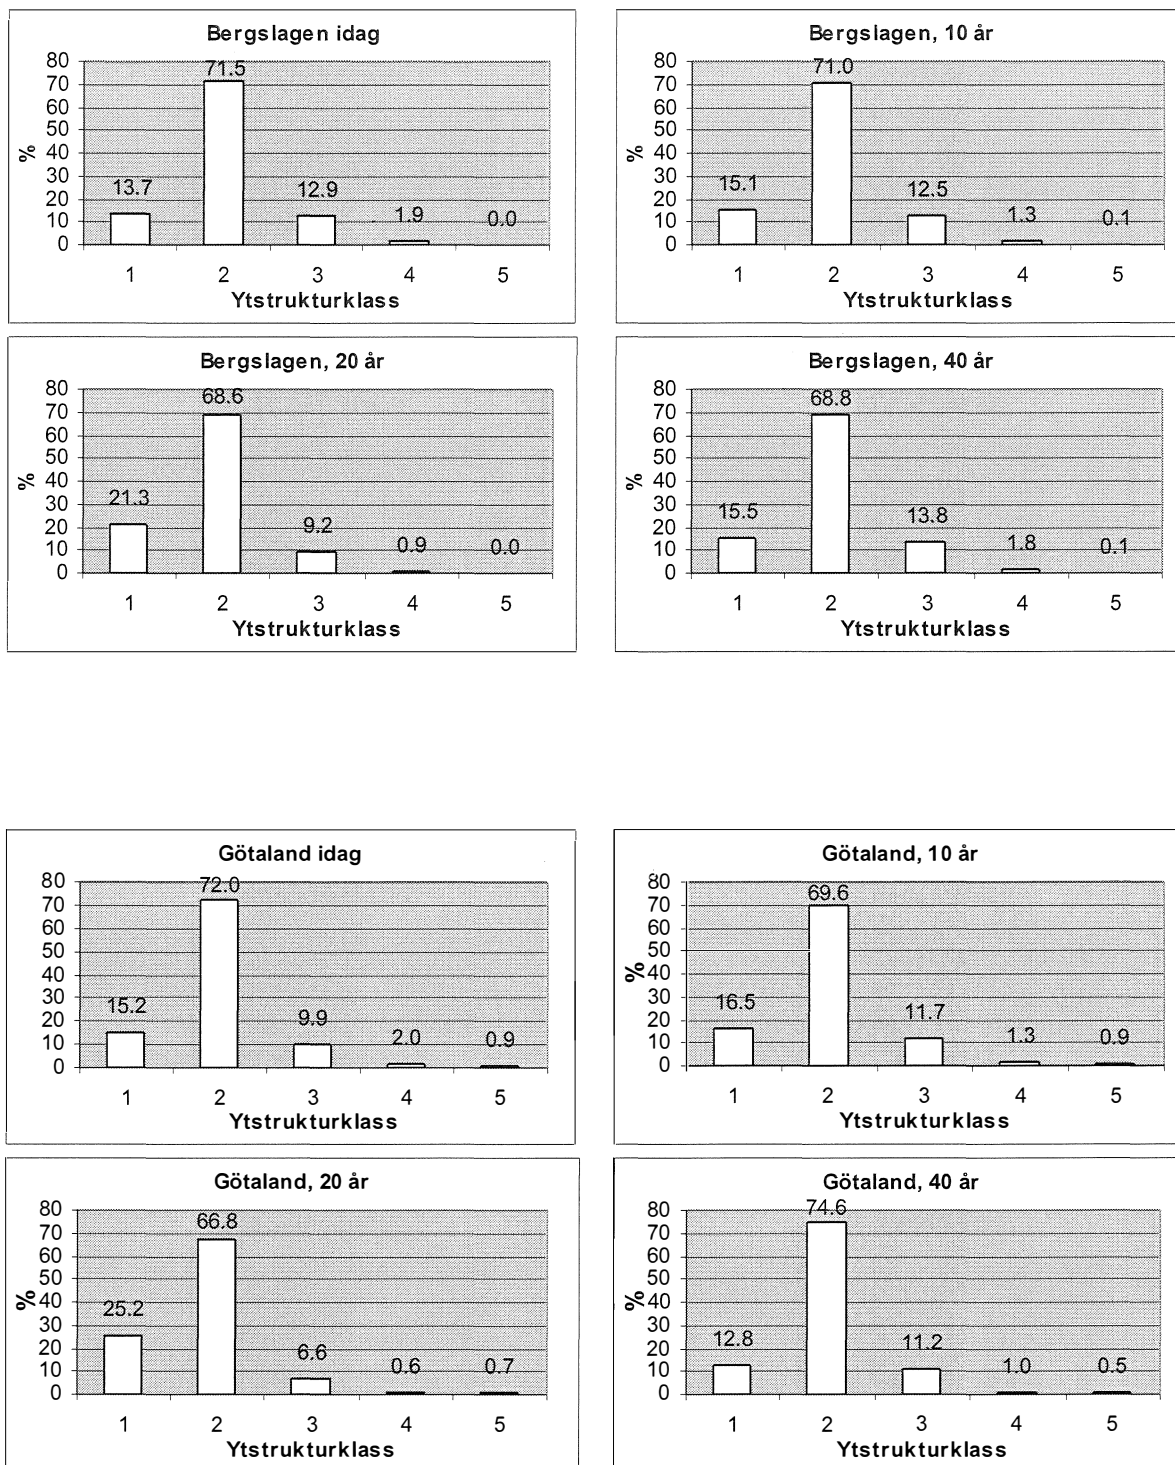 Bergslagen idag
80
70
60
50
40
30
20
10
0
%
13.7 71.5 12.9 1.9 0.0
1 2 3 4 5
Ytstrukturklass
Bergslagen, 10 år
80
70
60
50
40
30
20
10
0
%
15.1 71.0 12.5 1.3 0.1
1 2 3 4 5
Ytstrukturklass
Bergslagen, 20 år
80
70
60
50
40
30
20
10
0
%
21.3 68.6 9.2 0.9 0.0
1 2 3 4 5
Ytstrukturklass
Bergslagen, 40 år
80
70
60
50
40
30
20
10
0
%
15.5 68.8 13.8 1.8 0.1
1 2 3 4 5
Ytstrukturklass
Götaland idag
80
70
60
50
40
30
20
10
0
%
15.2 72.0 9.9 2.0 0.9
1 2 3 4 5
Ytstrukturklass
Götaland, 10 år
80
70
60
50
40
30
20
10
0
%
16.5 69.6 11.7 1.3 0.9
1 2 3 4 5
Ytstrukturklass
Götaland, 20 år
80
70
60
50
40
30
20
10
0
%
25.2 66.8 6.6 0.6 0.7
1 2 3 4 5
Ytstrukturklass
Götaland, 40 år
80
70
60
50
40
30
20
10
0
%
12.8 74.6 11.2 1.0 0.5
1 2 3 4 5
Ytstrukturklass